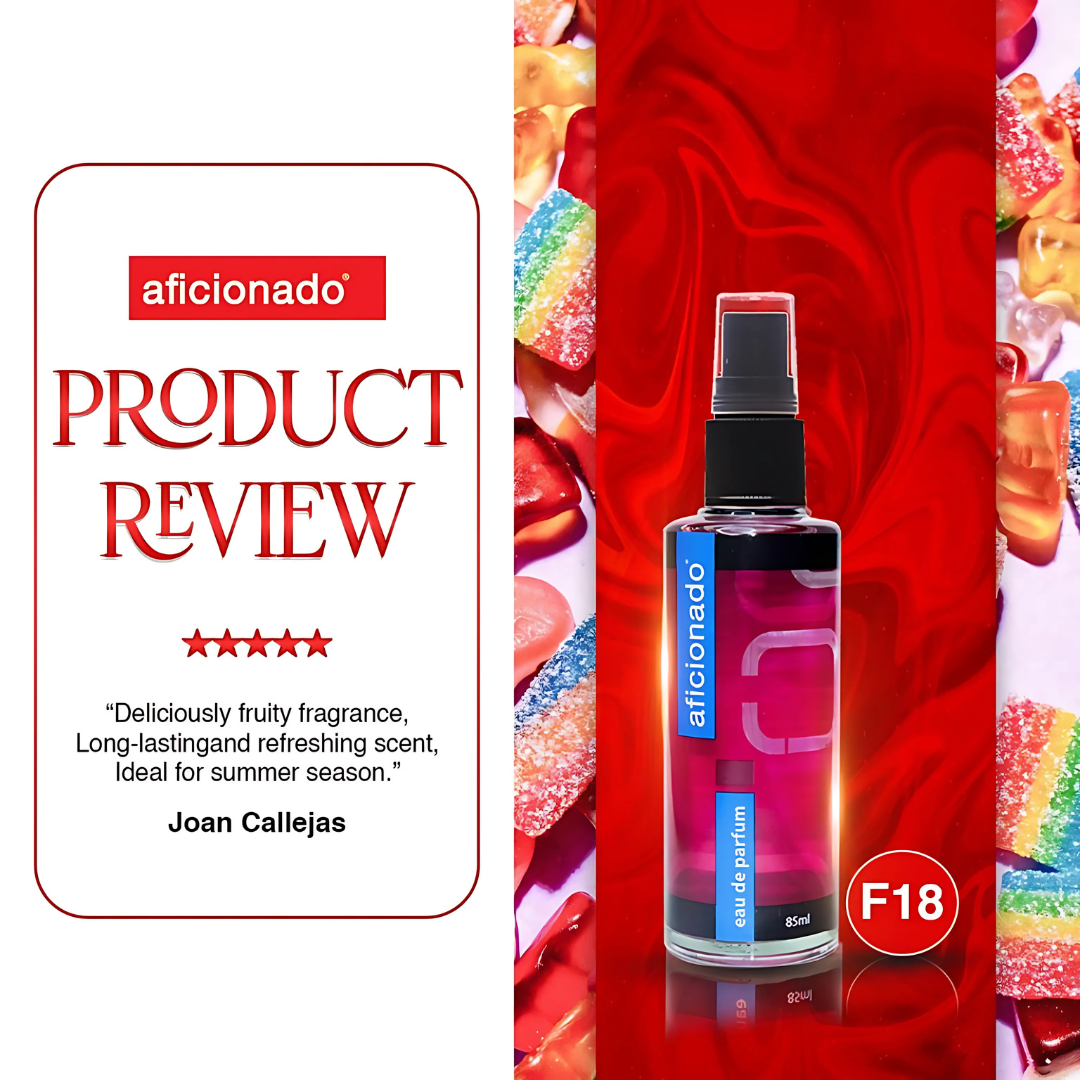 aficionado®
PRODUCT
REVIEW
“Deliciously fruity fragrance,
Long-lastingand refreshing scent,
Ideal for summer season.”
Joan Callejas
aficionado
eau de parfum
85ml
F18